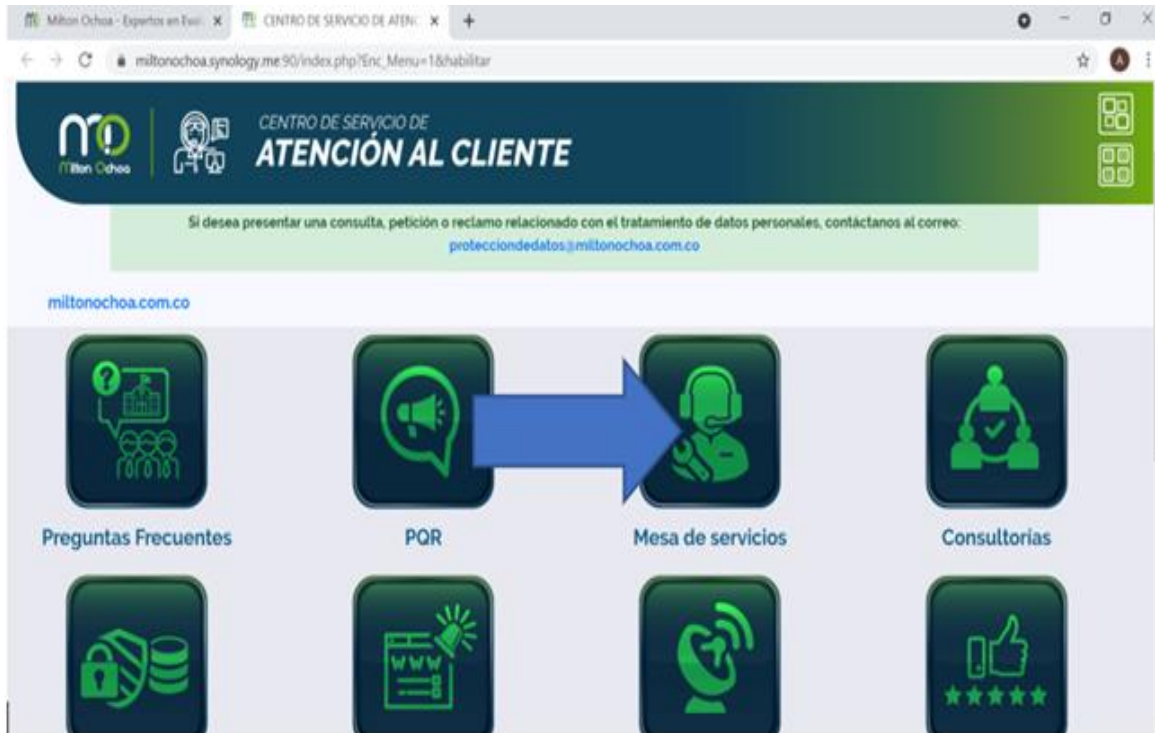 Milton Ochoa - Expertos en Eval
CENTRO DE SERVICIO DE ATEN
miltonochoa.synology.me:90/index.php?Enc_Menu=1&habilitar
A
Milton Ochoa
CENTRO DE SERVICIO DE
ATENCIÓN AL CLIENTE
Si desea presentar una consulta, petición o reclamo relacionado con el tratamiento de datos personales, contáctanos al correo:
protecciondedatos@miltonochoa.com.co
miltonochoa.com.co
Preguntas Frecuentes
PQR
Mesa de servicios
Consultorías
WWW